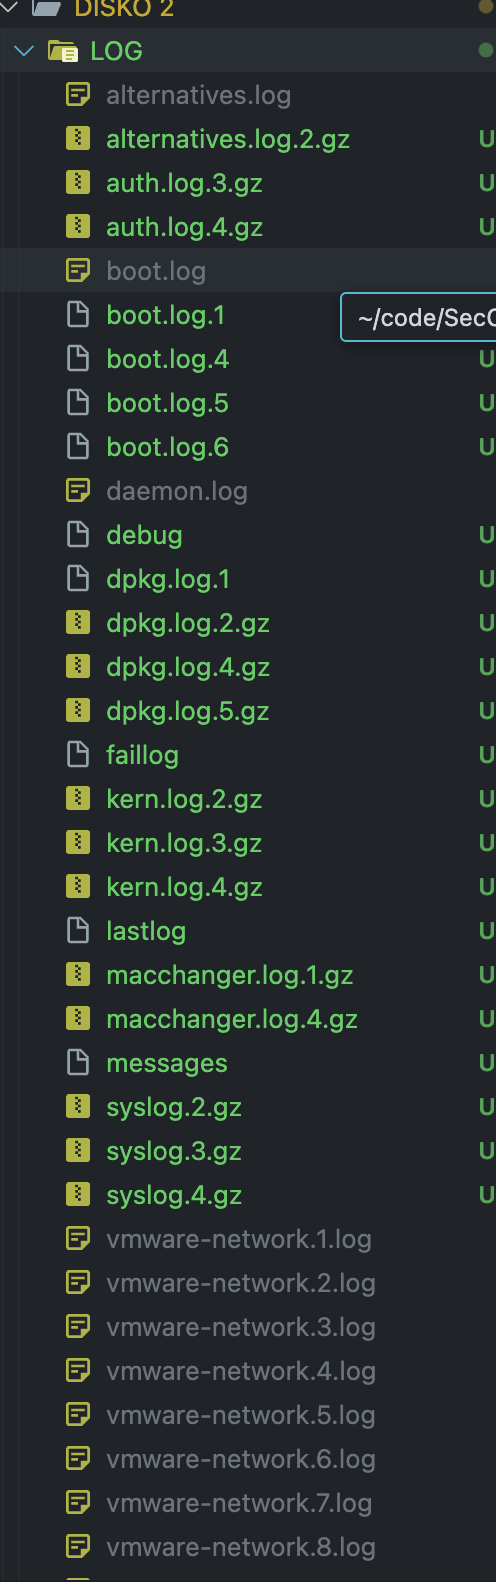 DISKO 2
LOG
alternatives.log
alternatives.log.2.gz U
auth.log.3.gz U
auth.log.4.gz U
boot.log
boot.log.1
~/code/Sec
boot.log.4 U
boot.log.5 U
boot.log.6 U
daemon.log
debug U
dpkg.log.1 U
dpkg.log.2.gz U
dpkg.log.4.gz U
dpkg.log.5.gz U
faillog U
kern.log.2.gz U
kern.log.3.gz U
kern.log.4.gz U
lastlog U
macchanger.log.1.gz U
macchanger.log.4.gz U
messages U
syslog.2.gz U
syslog.3.gz U
syslog.4.gz U
vmware-network.1.log
vmware-network.2.log
vmware-network.3.log
vmware-network.4.log
vmware-network.5.log
vmware-network.6.log
vmware-network.7.log
vmware-network.8.log